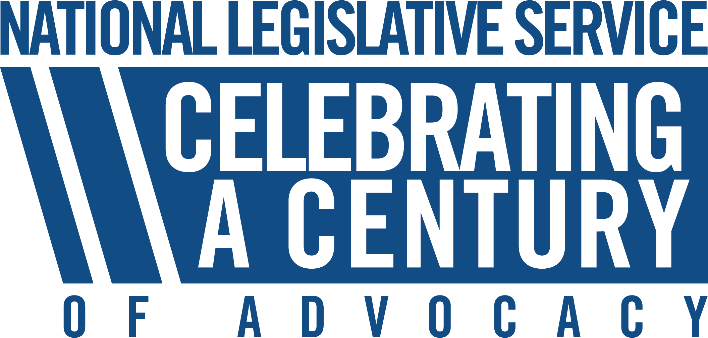 NATIONAL LEGISLATIVE SERVICE
CELEBRATING
A CENTURY
OF ADVOCACY